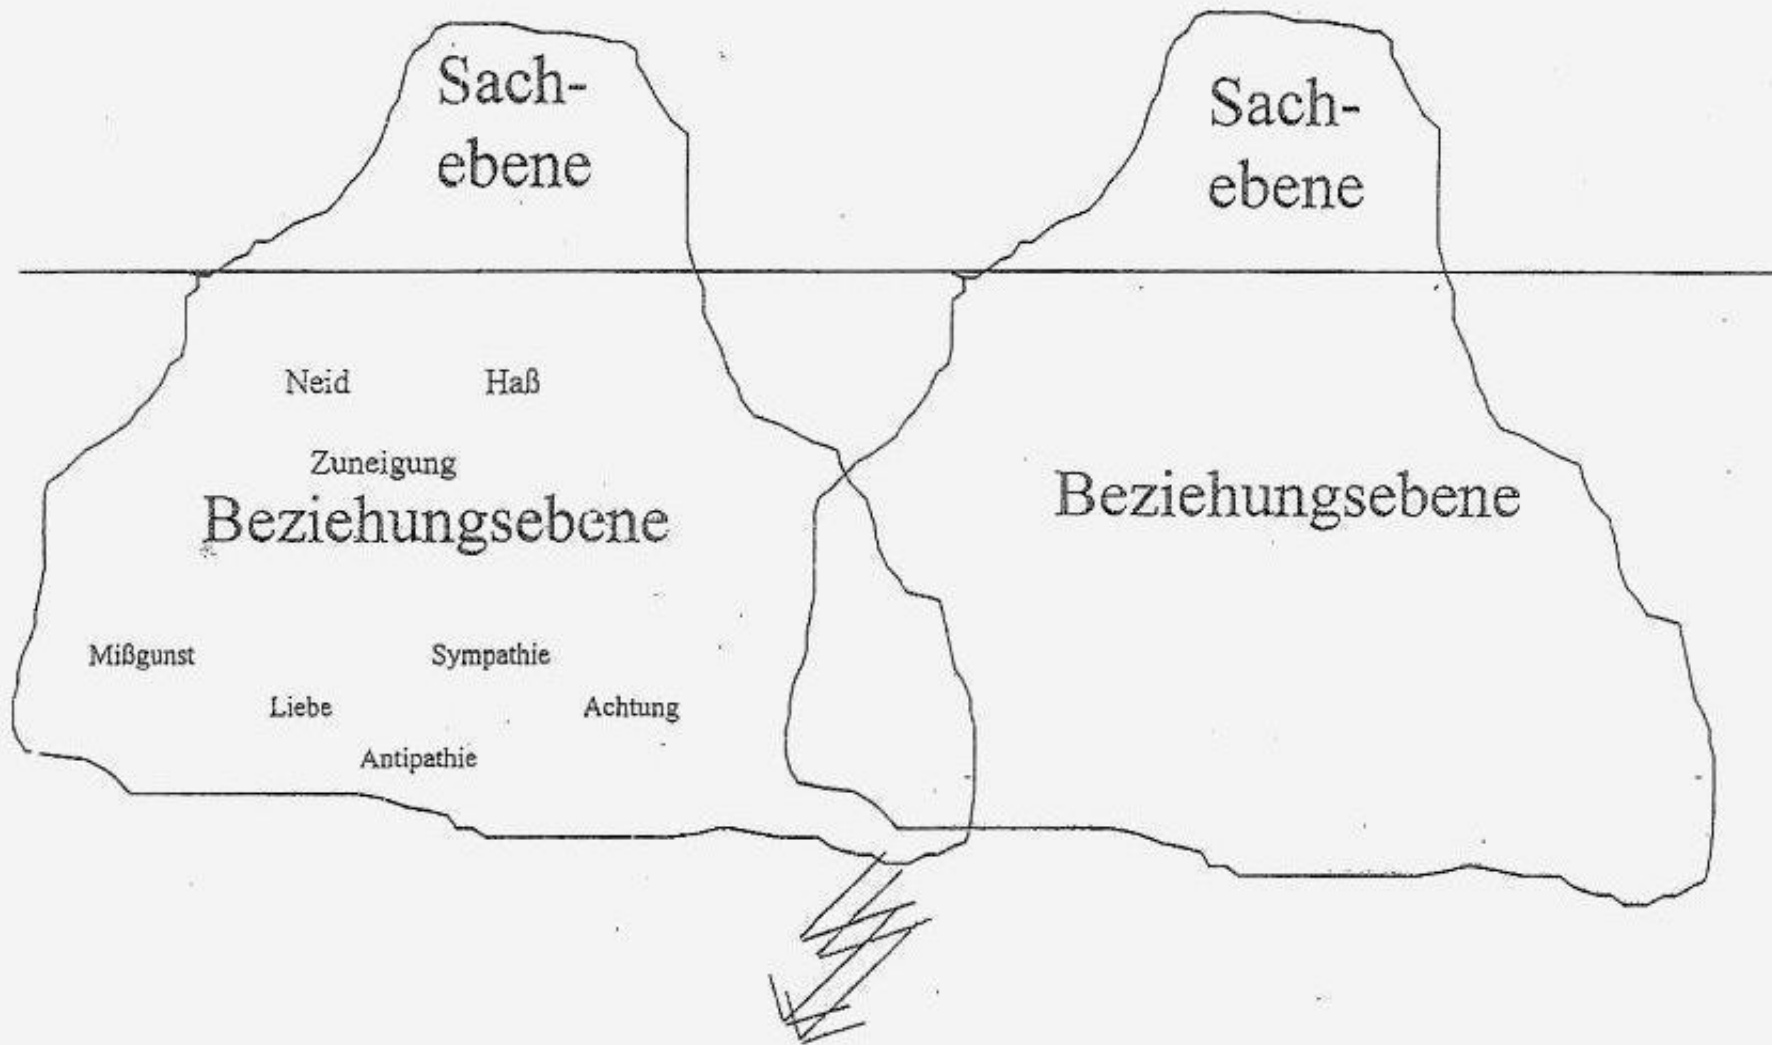 Sach-
ebene
Sach-
ebene
Neid
Haß
Zuneigung
Beziehungsebene
Beziehungsebene
Mißgunst
Sympathie
Liebe
Achtung
Antipathie